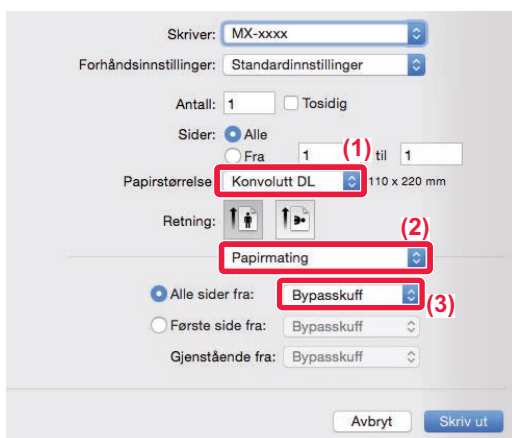 Skriver: MX-xxxx
Forhåndsinnstillinger: Standardinnstillinger
Antall: 1 Tosidig
Sider: Alle
Fra 1 til 1
(1)
Papirstørrelse Konvolutt DL 110 x 220 mm
Retning:
(2)
Papirmating
Alle sider fra: Bypasskuff
(3)
Første side fra: Bypasskuff
Gjenstående fra: Bypasskuff
Avbryt Skriv ut